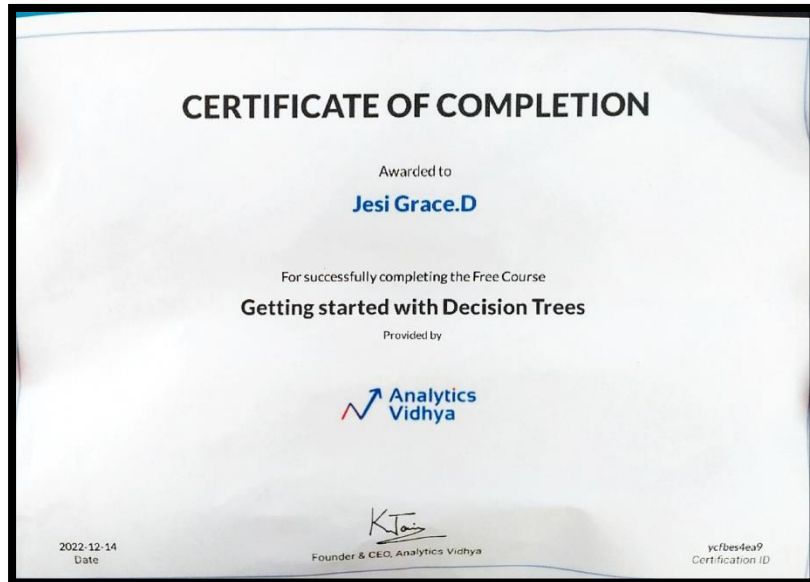 CERTIFICATE OF COMPLETION
Awarded to
Jesi Grace.D
For successfully completing the Free Course
Getting started with Decision Trees
Provided by
Analytics
Vidhya
2022-12-14
Date
Founder & CEO, Analytics Vidhya
ycfbes4ea9
Certification ID